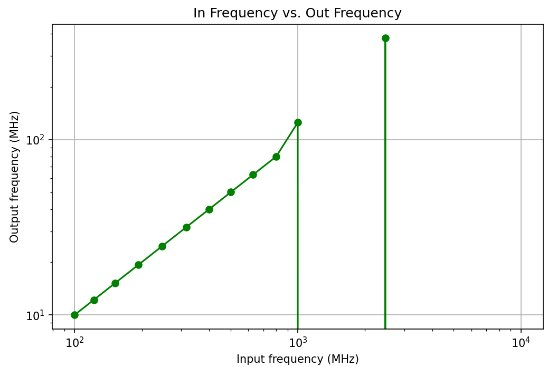 In Frequency vs. Out Frequency
Output frequency (MHz)
10²
10¹
10² 10³ 10⁴
Input frequency (MHz)